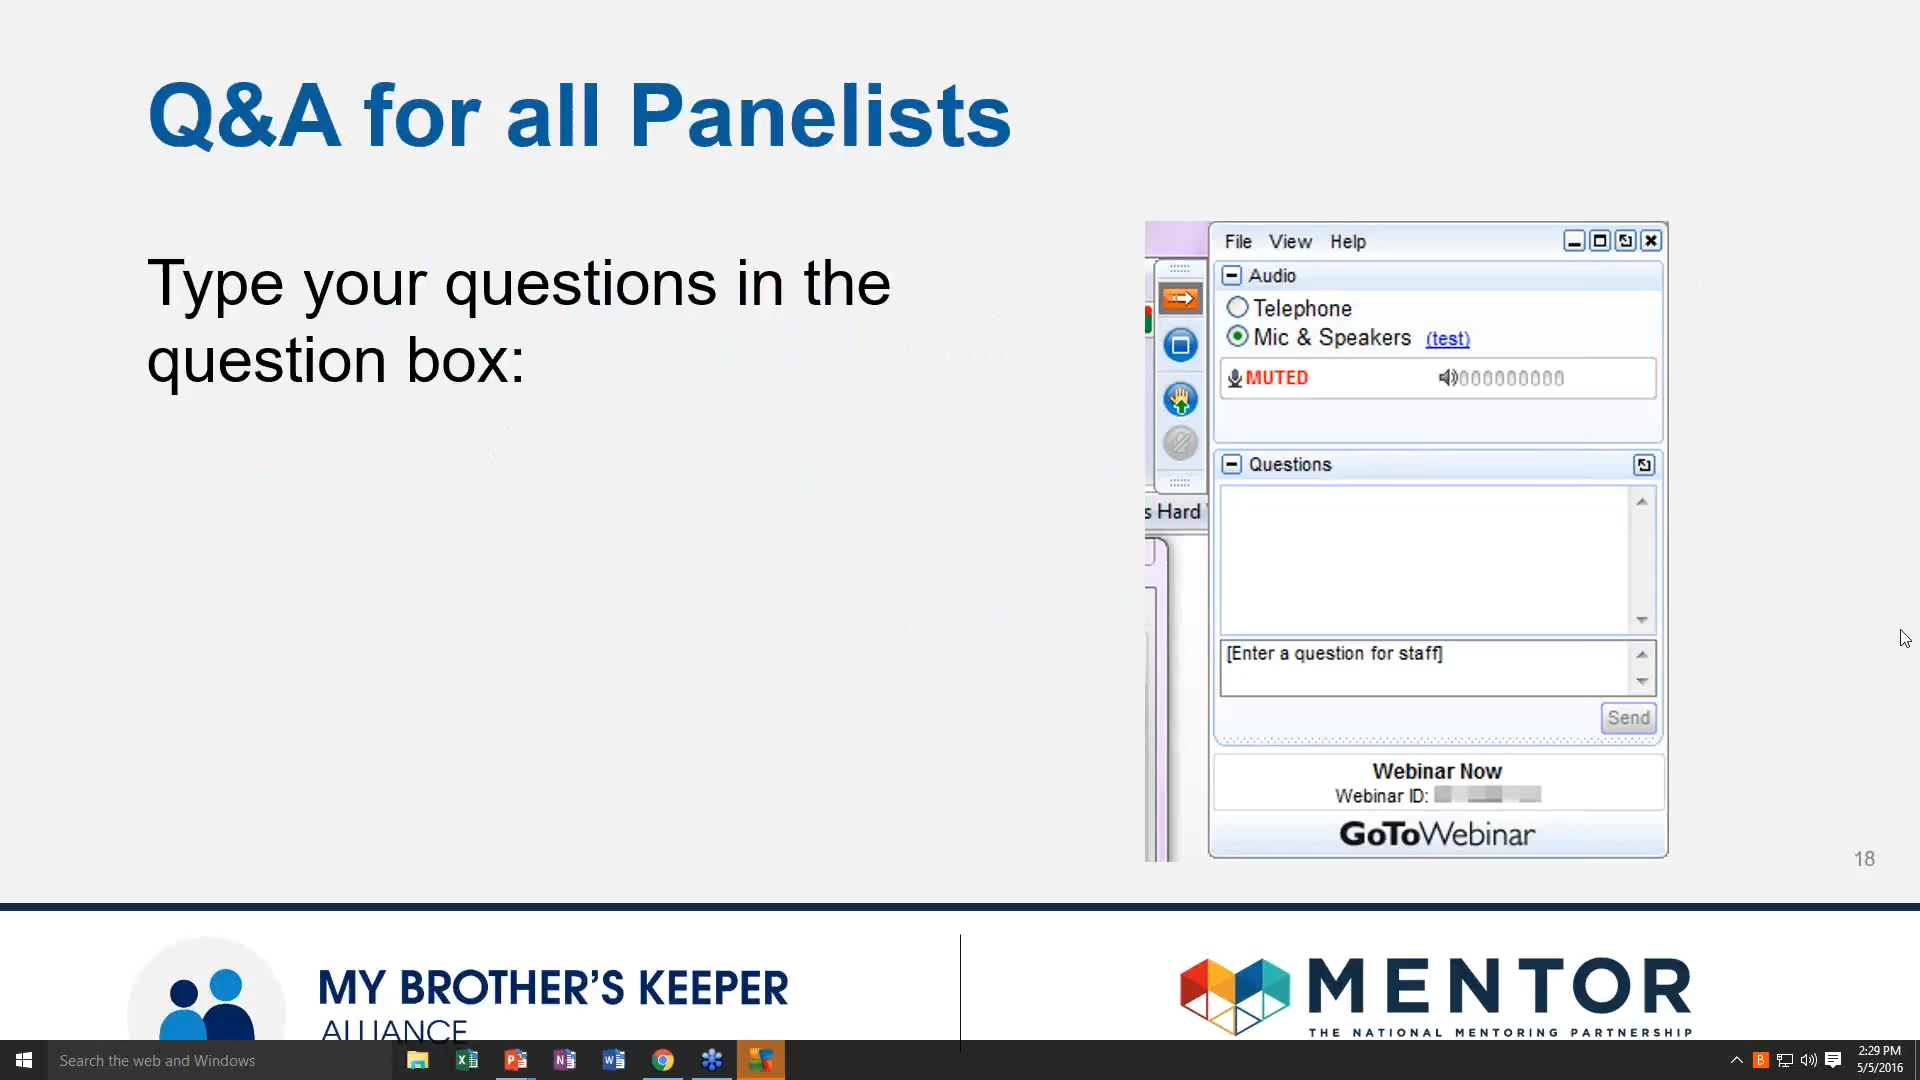 Q&A for all Panelists
Type your questions in the
question box:
File View Help
Audio
Telephone
Mic & Speakers (test)
MUTED
Questions
s Hard
[Enter a question for staff]
Send
Webinar Now
Webinar ID:
GoToWebinar
18
MY BROTHER'S KEEPER
ALLIANCE
MENTOR
THE NATIONAL MENTORING PARTNERSHIP
Search the web and Windows
2:29 PM
5/5/2016